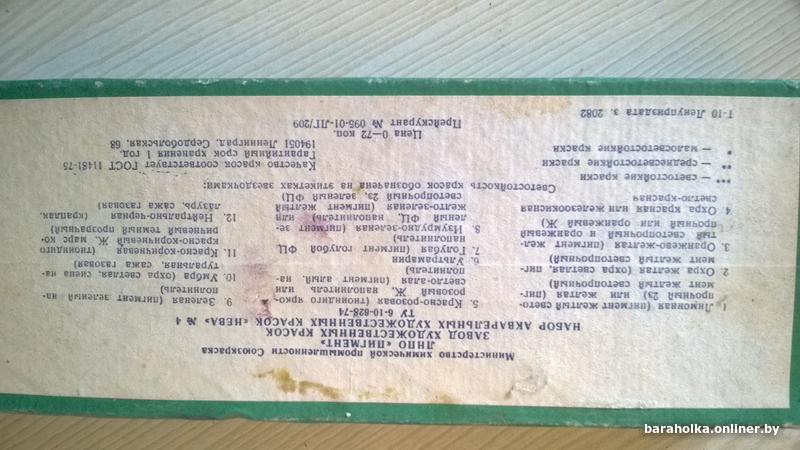 Министерство химической промышленности Союзкраска
ЛНПО "ПИГМЕНТ"
ЗАВОД ХУДОЖЕСТВЕННЫХ КРАСОК
НАБОР АКВАРЕЛЬНЫХ ХУДОЖЕСТВЕННЫХ КРАСОК «НЕВА» № 4
ТУ 6-10-828-74
1. Лимонная (пигмент желтый свето-
прочный 23) или желтая (пиг-
мент желтый светопрочный)
2. Охра желтая (охра светлая, пиг-
мент желтый светопрочный)
3. Оранжево-желтая (пигмент жел-
тый светопрочный и оранжевый
прочный или оранжевый Ж)
4. Охра красная или железоокисная
светло-красная
5. Красно-розовая (тиоиндиго ярко-
розовой Ж, наполнитель или
светло-алая (пигмент алый, на-
полнитель)
6. Ультрамарин
7. Голубая (пигмент голубой ФЦ
наполнитель)
8. Изумрудно-зеленая (пигмент зе-
леный ФЦ, наполнитель) или
желто-зеленая (пигмент желтый
светопрочный 23, зеленый ФЦ)
9. Зеленая (пигмент зеленый на-
полнитель)
10. Умбра (охра светлая, сиена на-
туральная, сажа газовая)
11. Красно-коричневая (тиоиндиго
красно-коричневый Ж, марс ко-
ричневый темный прозрачный)
12. Нейтрально-черная (краплак,
лазурь, сажа газовая)
Светостойкость красок обозначена на этикетках звездочками:
*** — светостойкие краски
** — среднесветостойкие краски
* — малосветостойкие краски
Качество красок соответствует ГОСТ 11481-75
Гарантийный срок хранения 1 год.
194051 Ленинград, Сердобольская, 68
Цена 0—72 коп.
Прейскурант № 095-01-ЛГ/209
Т-10 Ленуприздата з. 2082
baraholka.onliner.by